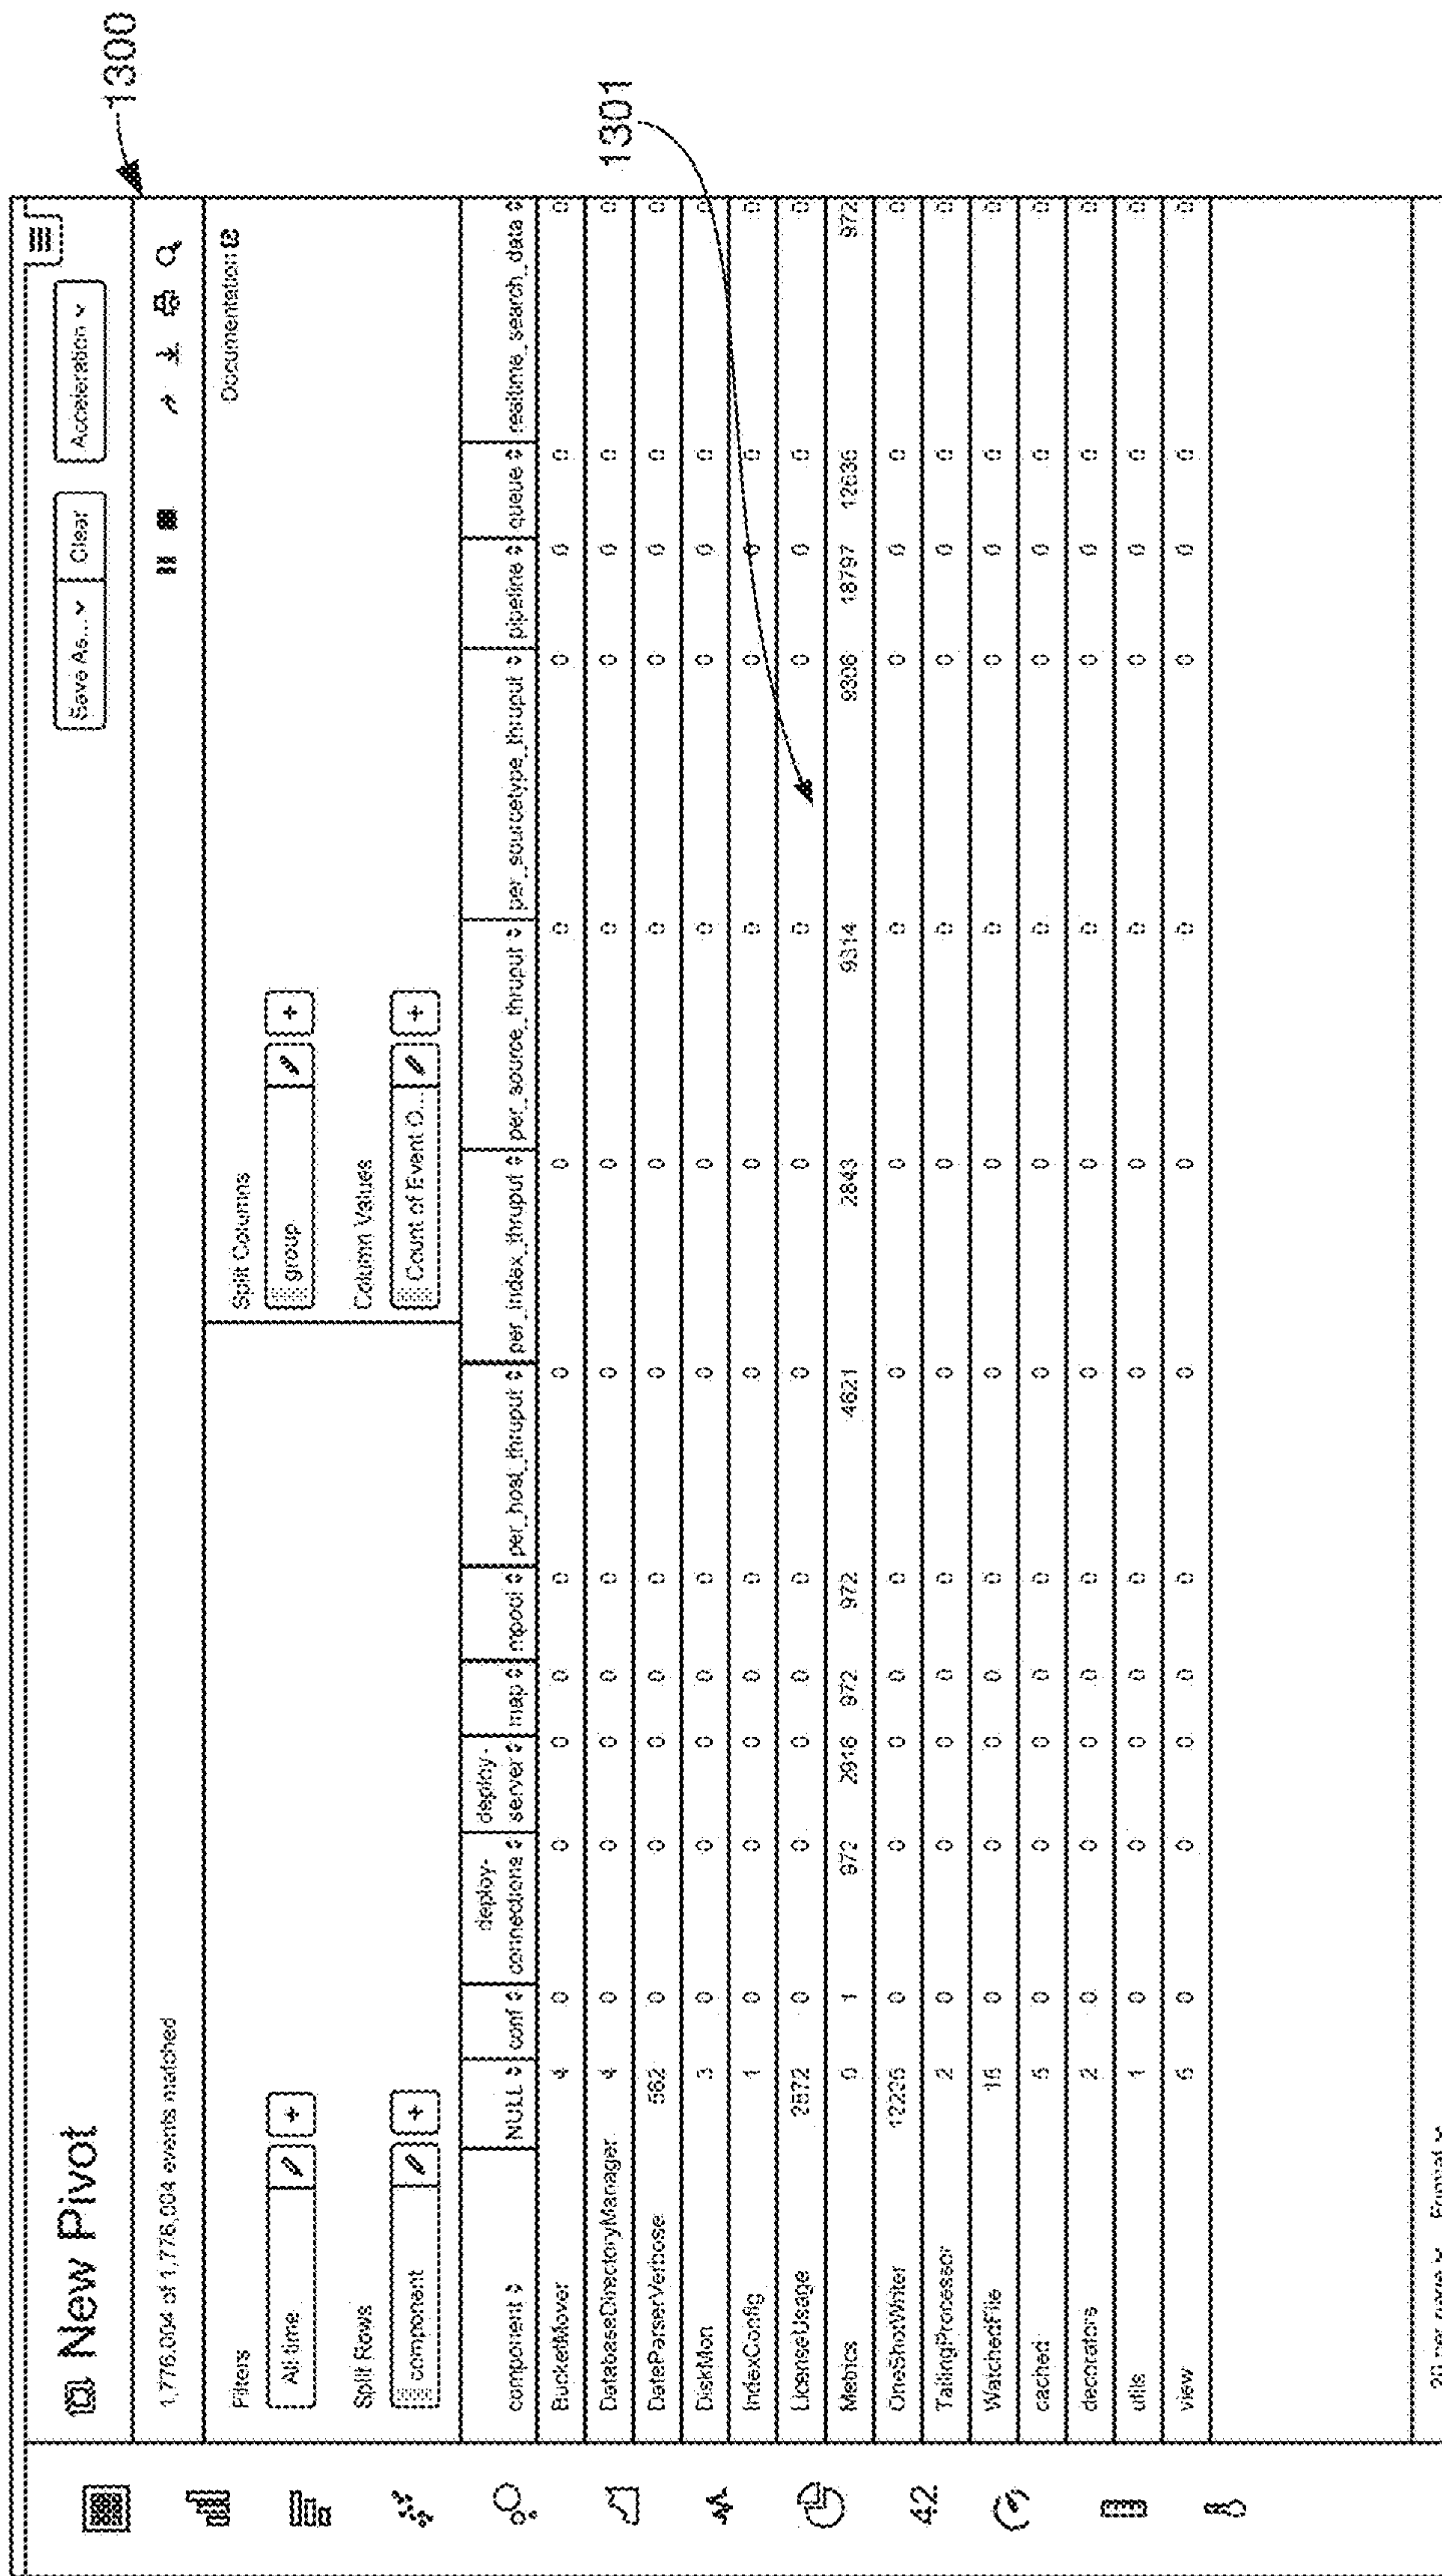 1300
1301
New Pivot
Save As... Clear Acceleration
1,776,004 of 1,776,004 events matched
Filters
All time
+
Split Columns
group
+
Documentation
Split Rows
component
+
Column Values
Count of Event O...
+
component NULL conf deploy-connections deploy-server map mpool per_host_thruput per_index_thruput per_source_thruput per_sourcetype_thruput pipeline queue realtime_search_data
BucketMover 4 0 0 0 0 0 0 0 0 0 0 0 0
DatabaseDirectoryManager 4 0 0 0 0 0 0 0 0 0 0 0 0
DateParserVerbose 562 0 0 0 0 0 0 0 0 0 0 0 0
DiskMon 3 0 0 0 0 0 0 0 0 0 0 0 0
IndexConfig 1 0 0 0 0 0 0 0 0 0 0 0 0
LicenseUsage 2572 0 0 0 0 0 0 0 0 0 0 0 0
Metrics 0 1 972 2916 972 972 4621 2843 9314 9306 18797 12636 972
OneShotWriter 12225 0 0 0 0 0 0 0 0 0 0 0 0
TailingProcessor 2 0 0 0 0 0 0 0 0 0 0 0 0
WatchedFile 0 0 0 0 0 0 0 0 0 0 0 0
cached 5 0 0 0 0 0 0 0 0 0 0 0 0
decorators 2 0 0 0 0 0 0 0 0 0 0 0 0
utils 1 0 0 0 0 0 0 0 0 0 0 0 0
view 0 0 0 0 0 0 0 0 0 0 0 0
42